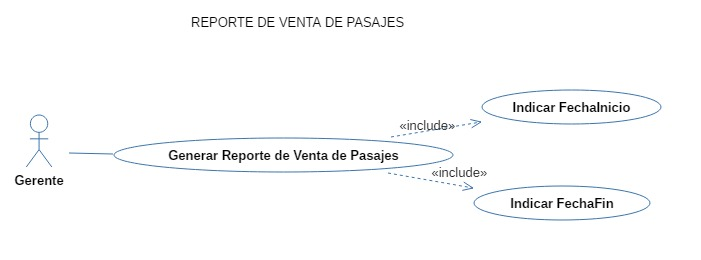 REPORTE DE VENTA DE PASAJES
Indicar FechaInicio
«include»
Generar Reporte de Venta de Pasajes
Gerente
«include»
Indicar FechaFin